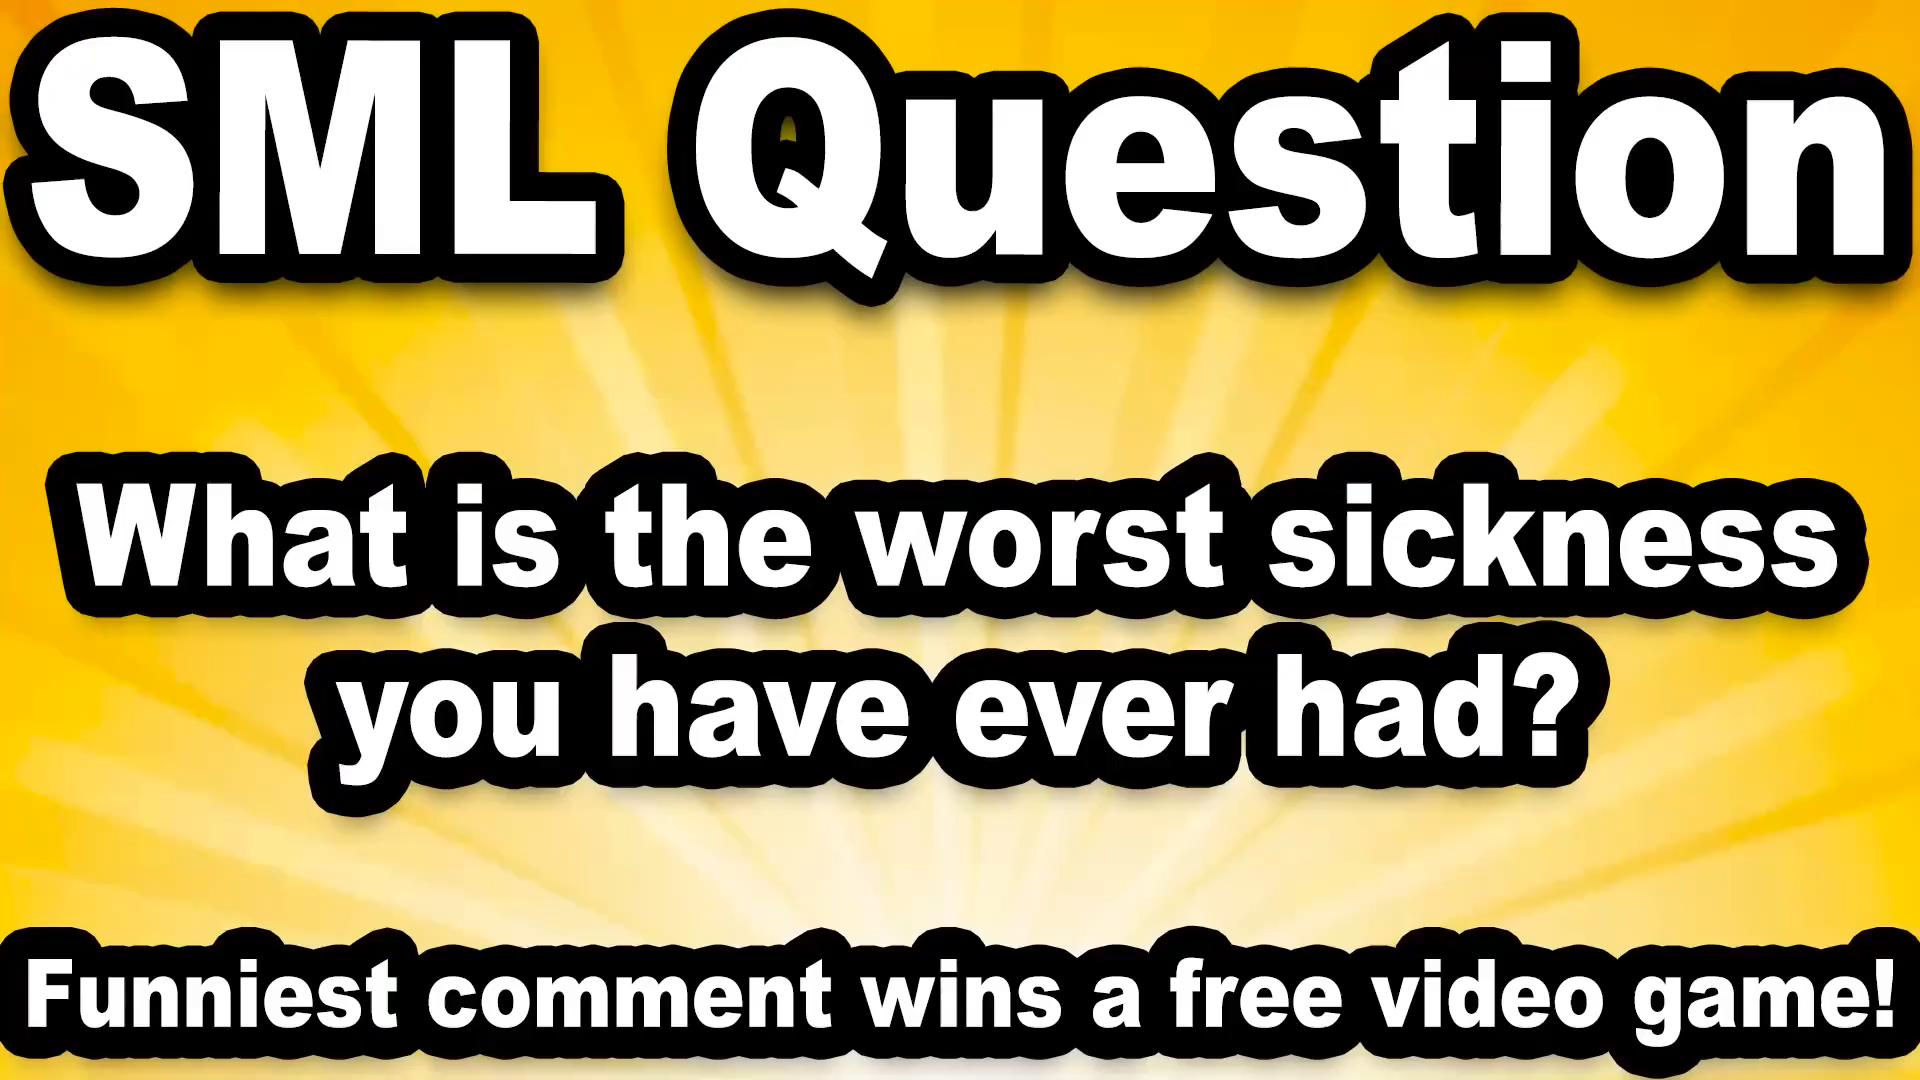 SML Question
What is the worst sickness
you have ever had?
Funniest comment wins a free video game!